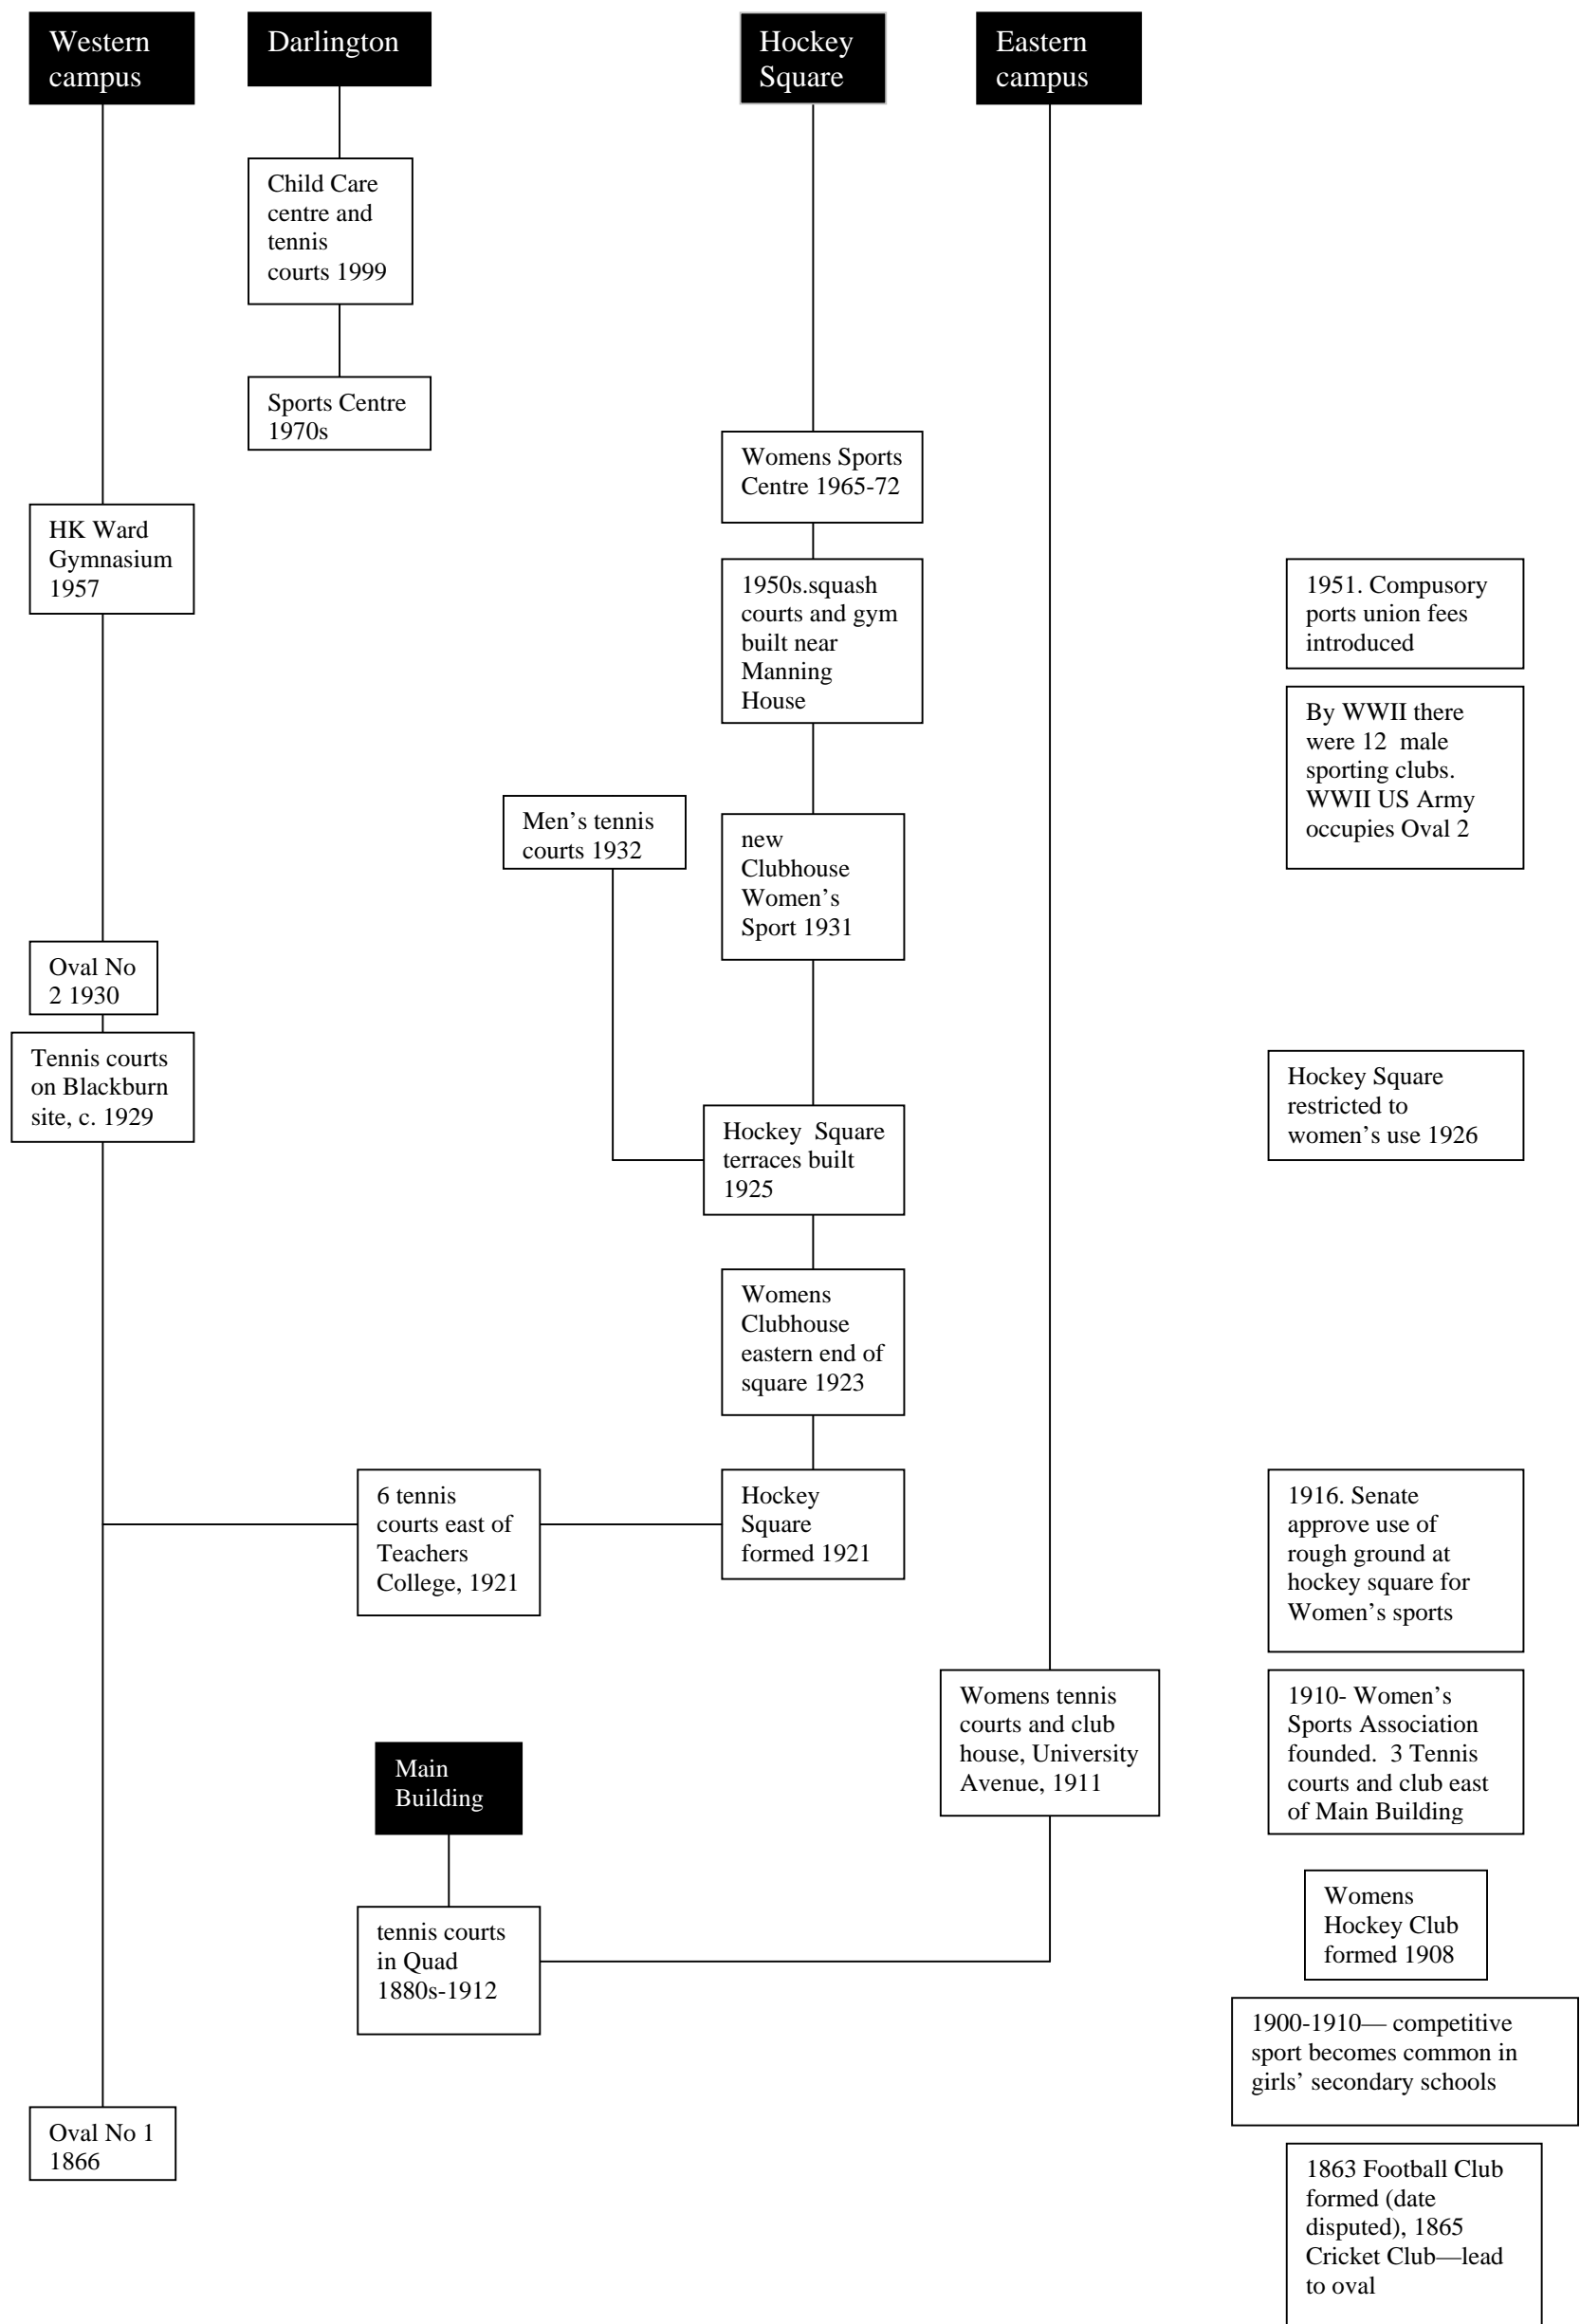 Western
campus
Darlington
Hockey
Square
Eastern
campus
Child Care
centre and
tennis
courts 1999
Sports Centre
1970s
Womens Sports
Centre 1965-72
HK Ward
Gymnasium
1957
1950s.squash
courts and gym
built near
Manning
House
1951. Compusory
ports union fees
introduced
By WWII there
were 12  male
sporting clubs.
WWII US Army
occupies Oval 2
Men’s tennis
courts 1932
new
Clubhouse
Women’s
Sport 1931
Oval No
2 1930
Tennis courts
on Blackburn
site, c. 1929
Hockey Square
restricted to
women’s use 1926
Hockey  Square
terraces built
1925
Womens
Clubhouse
eastern end of
square 1923
6 tennis
courts east of
Teachers
College, 1921
Hockey
Square
formed 1921
1916. Senate
approve use of
rough ground at
hockey square for
Women’s sports
Womens tennis
courts and club
house, University
Avenue, 1911
1910- Women’s
Sports Association
founded.  3 Tennis
courts and club east
of Main Building
Main
Building
Womens
Hockey Club
formed 1908
tennis courts
in Quad
1880s-1912
1900-1910— competitive
sport becomes common in
girls’ secondary schools
Oval No 1
1866
1863 Football Club
formed (date
disputed), 1865
Cricket Club—lead
to oval